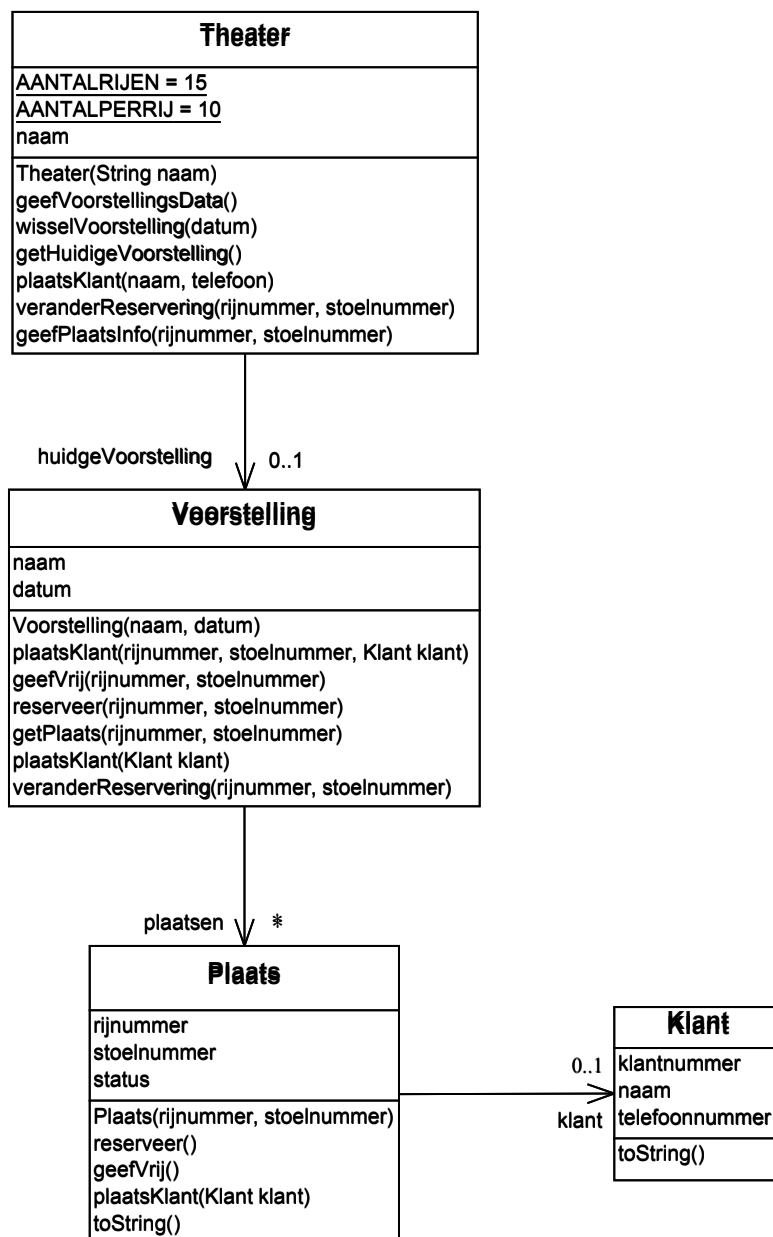 Theater
AANTALRIJEN = 15
AANTALPERRIJ = 10
naam
Theater(String naam)
geefVoorstellingsData()
wisselVoorstelling(datum)
getHuidigeVoorstelling()
plaatsKlant(naam, telefoon)
veranderReservering(rijnummer, stoelnummer)
geefPlaatsInfo(rijnummer, stoelnummer)
huidgeVoorstelling 0..1
Voorstelling
naam
datum
Voorstelling(naam, datum)
plaatsKlant(rijnummer, stoelnummer, Klant klant)
geefVrij(rijnummer, stoelnummer)
reserveer(rijnummer, stoelnummer)
getPlaats(rijnummer, stoelnummer)
plaatsKlant(Klant klant)
veranderReservering(rijnummer, stoelnummer)
plaatsen *
Plaats
rijnummer
stoelnummer
status
Plaats(rijnummer, stoelnummer)
reserveer()
geefVrij()
plaatsKlant(Klant klant)
toString()
0..1
klant
Klant
klantnummer
naam
telefoonnummer
toString()